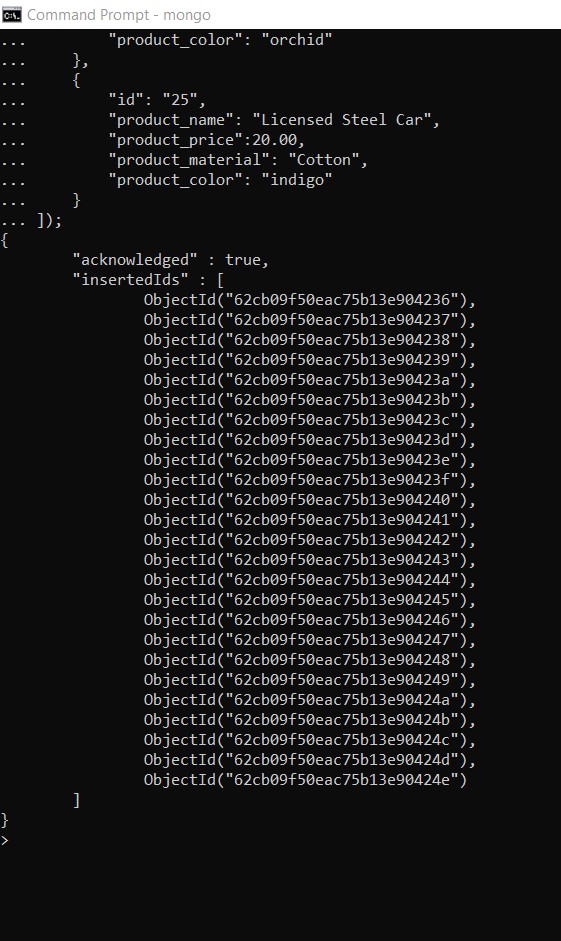 Command Prompt - mongo
...         "product_color": "orchid"
...     },
...     {
...         "id": "25",
...         "product_name": "Licensed Steel Car",
...         "product_price":20.00,
...         "product_material": "Cotton",
...         "product_color": "indigo"
...     }
... ]);
{
        "acknowledged" : true,
        "insertedIds" : [
                ObjectId("62cb09f50eac75b13e904236"),
                ObjectId("62cb09f50eac75b13e904237"),
                ObjectId("62cb09f50eac75b13e904238"),
                ObjectId("62cb09f50eac75b13e904239"),
                ObjectId("62cb09f50eac75b13e90423a"),
                ObjectId("62cb09f50eac75b13e90423b"),
                ObjectId("62cb09f50eac75b13e90423c"),
                ObjectId("62cb09f50eac75b13e90423d"),
                ObjectId("62cb09f50eac75b13e90423e"),
                ObjectId("62cb09f50eac75b13e90423f"),
                ObjectId("62cb09f50eac75b13e904240"),
                ObjectId("62cb09f50eac75b13e904241"),
                ObjectId("62cb09f50eac75b13e904242"),
                ObjectId("62cb09f50eac75b13e904243"),
                ObjectId("62cb09f50eac75b13e904244"),
                ObjectId("62cb09f50eac75b13e904245"),
                ObjectId("62cb09f50eac75b13e904246"),
                ObjectId("62cb09f50eac75b13e904247"),
                ObjectId("62cb09f50eac75b13e904248"),
                ObjectId("62cb09f50eac75b13e904249"),
                ObjectId("62cb09f50eac75b13e90424a"),
                ObjectId("62cb09f50eac75b13e90424b"),
                ObjectId("62cb09f50eac75b13e90424c"),
                ObjectId("62cb09f50eac75b13e90424d"),
                ObjectId("62cb09f50eac75b13e90424e")
        ]
}
>